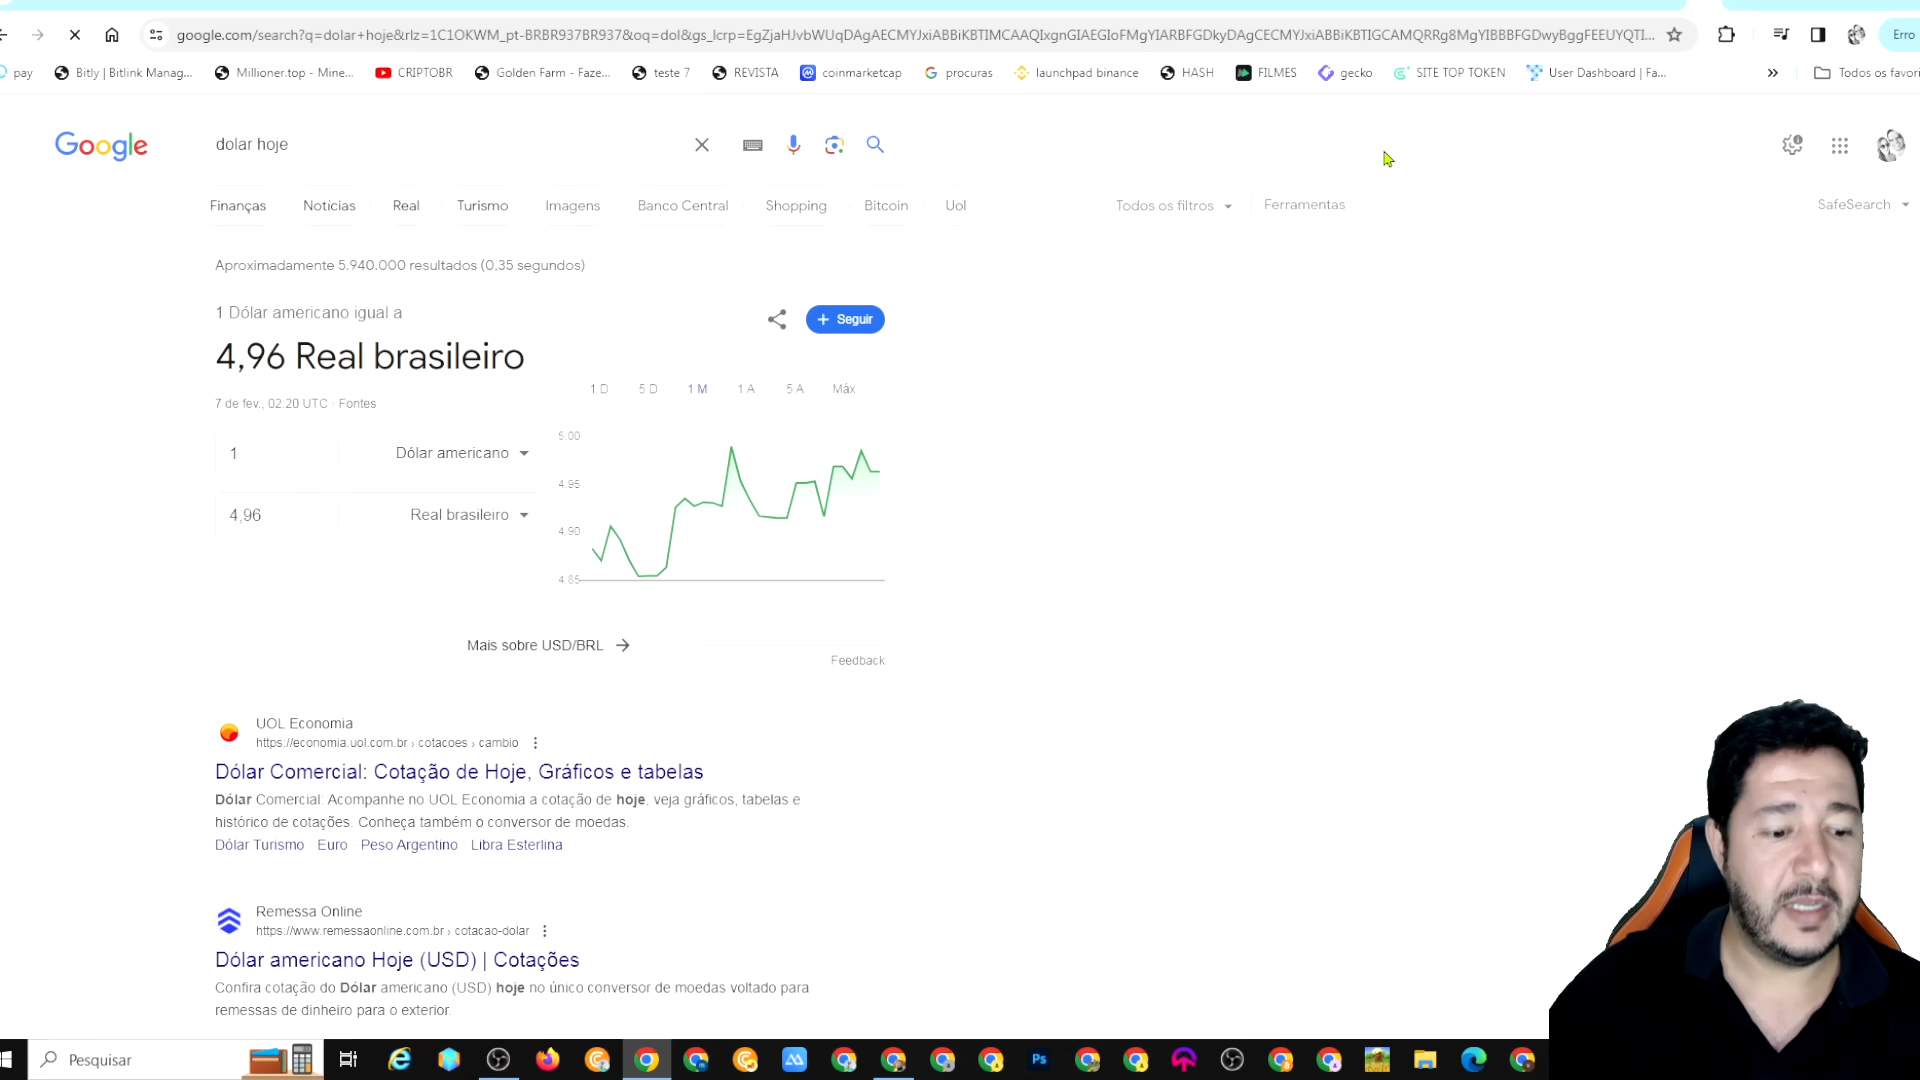 google.com/search?q=dolar+hoje&rlz=1C1OKWM_pt-BRBR937BR937&oq=dol&gs_lcrp=EgZjaHJvbWUqDAgAECMYJxiABBiKBTIMCAAQIxgnGIAEGIoFMgYIARBFGDkyDAgCECMYJxiABBiKBTIGCAMQRRg8MgYIBBBFGDwyBggFEEUYQTI...
Erro
pay
Bitly | Bitlink Manag...
Millioner.top - Mine...
CRIPTOBR
Golden Farm - Faze...
teste 7
REVISTA
coinmarketcap
procuras
launchpad binance
HASH
FILMES
gecko
SITE TOP TOKEN
User Dashboard | Fa...
»
Todos os favori
Google
dolar hoje
Finanças
Notícias
Real
Turismo
Imagens
Banco Central
Shopping
Bitcoin
Uol
Todos os filtros
Ferramentas
SafeSearch
Aproximadamente 5.940.000 resultados (0,35 segundos)
1 Dólar americano igual a
Seguir
4,96 Real brasileiro
7 de fev., 02:20 UTC · Fontes
1 D
5 D
1 M
1 A
5 A
Máx
1
Dólar americano
4,96
Real brasileiro
5.00
4.95
4.90
4.85
Mais sobre USD/BRL
Feedback
UOL Economia
https://economia.uol.com.br › cotacoes › cambio
Dólar Comercial: Cotação de Hoje, Gráficos e tabelas
Dólar Comercial: Acompanhe no UOL Economia a cotação de hoje, veja gráficos, tabelas e
histórico de cotações. Conheça também o conversor de moedas.
Dólar Turismo
Euro
Peso Argentino
Libra Esterlina
Remessa Online
https://www.remessaonline.com.br › cotacao-dolar
Dólar americano Hoje (USD) | Cotações
Confira cotação do Dólar americano (USD) hoje no único conversor de moedas voltado para
remessas de dinheiro para o exterior.
Pesquisar
Ps